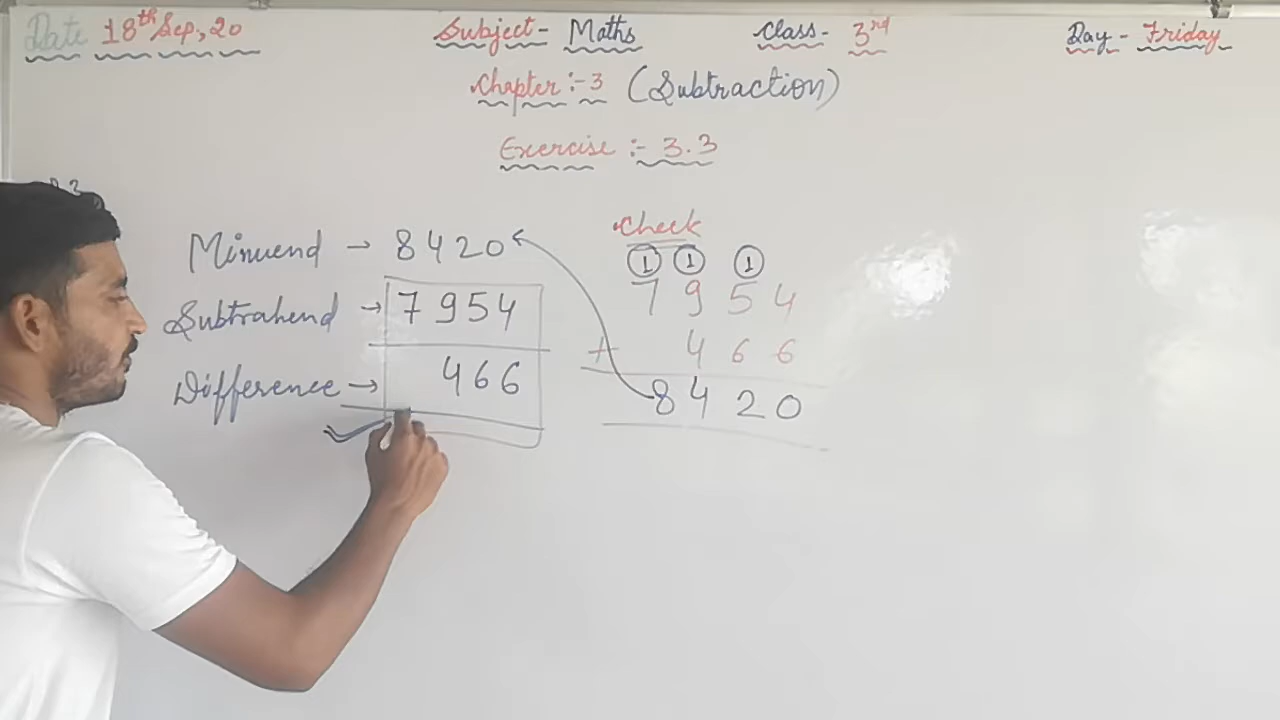 Date 18th Sep, 20 Subject- Maths Class- 3rd Day- Friday
Chapter :- 3 (Subtraction)
Exercise :- 3.3
Minuend → 8420
Subtrahend → 7954
Difference → 466
Check
1 1 1
7954
+ 466
8420